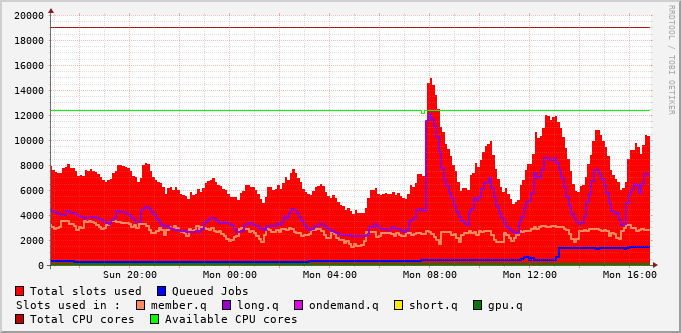 RRDTOOL / TOBI OETIKER
20000
18000
16000
14000
12000
10000
8000
6000
4000
2000
0
Sun 20:00 Mon 00:00 Mon 04:00 Mon 08:00 Mon 12:00 Mon 16:00
Total slots used Queued Jobs
Slots used in : member.q long.q ondemand.q short.q gpu.q
Total CPU cores Available CPU cores